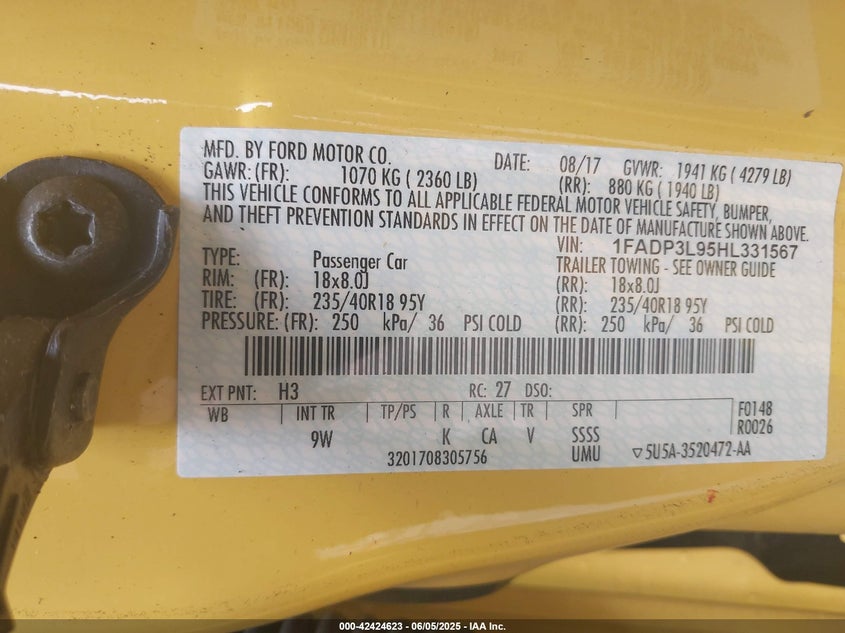 MFD. BY FORD MOTOR CO. DATE: 08/17 GVWR: 1941 KG ( 4279 LB)
GAWR: (FR): 1070 KG ( 2360 LB) (RR): 880 KG ( 1940 LB)
THIS VEHICLE CONFORMS TO ALL APPLICABLE FEDERAL MOTOR VEHICLE SAFETY, BUMPER,
AND THEFT PREVENTION STANDARDS IN EFFECT ON THE DATE OF MANUFACTURE SHOWN ABOVE.
VIN: 1FADP3L95HL331567
TYPE: Passenger Car TRAILER TOWING - SEE OWNER GUIDE
RIM: (FR): 18x8.0J (RR): 18x8.0J
TIRE: (FR): 235/40R18 95Y (RR): 235/40R18 95Y
PRESSURE: (FR): 250 kPa/ 36 PSI COLD (RR): 250 kPa/ 36 PSI COLD
EXT PNT: H3 RC: 27 DSO:
WB INT TR TP/PS R AXLE TR SPR F0148
R0026
9W K CA V SSSS
3201708305756 UMU ▽5U5A-3520472-AA
000-42424623 - 06/05/2025 - IAA Inc.